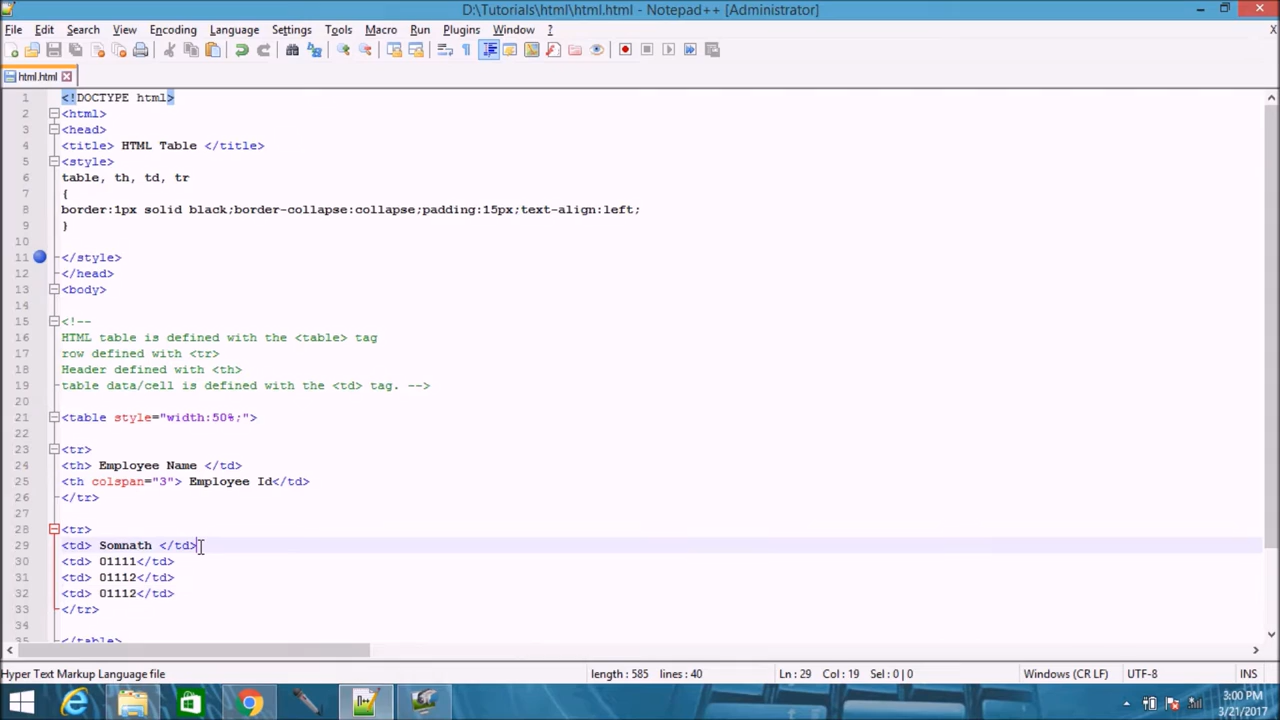 D:\Tutorials\html\html.html - Notepad++ [Administrator]
File Edit Search View Encoding Language Settings Tools Macro Run Plugins Window ? X
html.html
1 <!DOCTYPE html>
2 <html>
3 <head>
4 <title> HTML Table </title>
5 <style>
6 table, th, td, tr
7 {
8 border:1px solid black;border-collapse:collapse;padding:15px;text-align:left;
9 }
10
11 </style>
12 </head>
13 <body>
14
15 <!--
16 HTML table is defined with the <table> tag
17 row defined with <tr>
18 Header defined with <th>
19 table data/cell is defined with the <td> tag. -->
20
21 <table style="width:50%;">
22
23 <tr>
24 <th> Employee Name </td>
25 <th colspan="3"> Employee Id</td>
26 </tr>
27
28 <tr>
29 <td> Somnath </td>
30 <td> 01111</td>
31 <td> 01112</td>
32 <td> 01112</td>
33 </tr>
34
35 </table>
Hyper Text Markup Language file length : 585 lines : 40 Ln : 29 Col : 19 Sel : 0 | 0 Windows (CR LF) UTF-8 INS
3:00 PM
3/21/2017